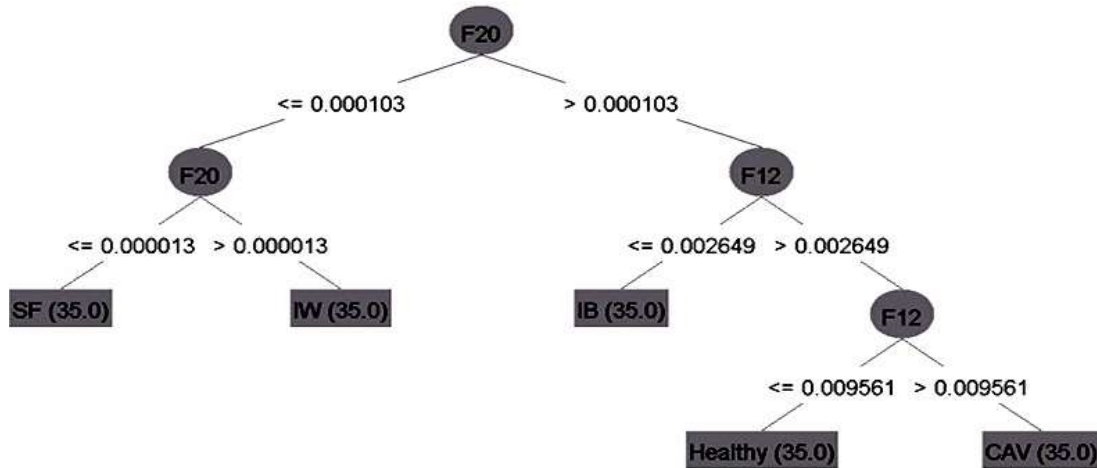 F20
<= 0.000103 > 0.000103
F20 F12
<= 0.000013 > 0.000013 <= 0.002649 > 0.002649
SF (35.0) IW (35.0) IB (35.0) F12
<= 0.009561 > 0.009561
Healthy (35.0) CAV (35.0)